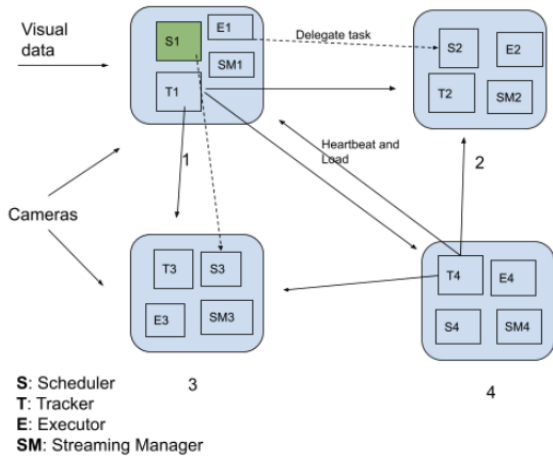 Visual
data
S1
E1
SM1
T1
Delegate task
S2
E2
T2
SM2
1
Heartbeat and
Load
2
Cameras
T3
S3
E3
SM3
T4
E4
S4
SM4
3
4
S: Scheduler
T: Tracker
E: Executor
SM: Streaming Manager